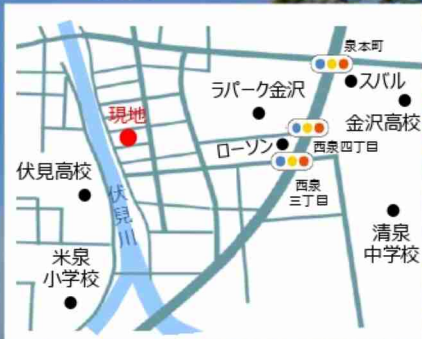 泉本町
スバル
ラパーク金沢
金沢高校
現地
ローソン
西泉四丁目
伏見高校
西泉
三丁目
伏見川
清泉
中学校
米泉
小学校